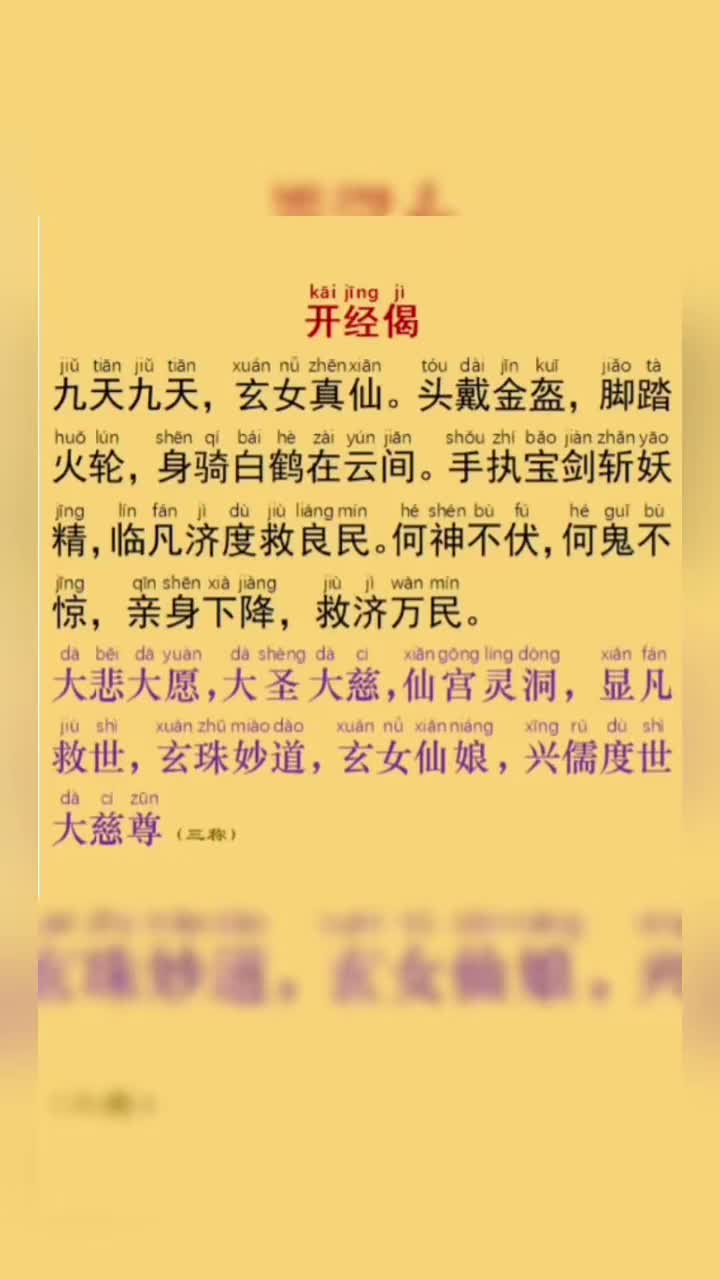 kāi jīng jì
开经偈
jiǔ tiān jiǔ tiān xuán nǚ zhēn xiān tóu dài jīn kuī jiǎo tà
九天九天，玄女真仙。头戴金盔，脚踏
huǒ lún shēn qí bái hè zài yún jiān shǒu zhí bǎo jiàn zhǎn yāo
火轮，身骑白鹤在云间。手执宝剑斩妖
jīng lín fán jì dù jiù liáng mín hé shén bù fú hé guǐ bù
精，临凡济度救良民。何神不伏，何鬼不
jīng qīn shēn xià jiàng jiù jì wàn mín
惊，亲身下降，救济万民。
dà bēi dà yuàn dà shèng dà cí xiān gōng líng dòng xiǎn fán
大悲大愿，大圣大慈，仙宫灵洞，显凡
jiù shì xuán zhū miào dào xuán nǚ xiān niáng xīng rú dù shì
救世，玄珠妙道，玄女仙娘，兴儒度世
dà cí zūn
大慈尊（三称）